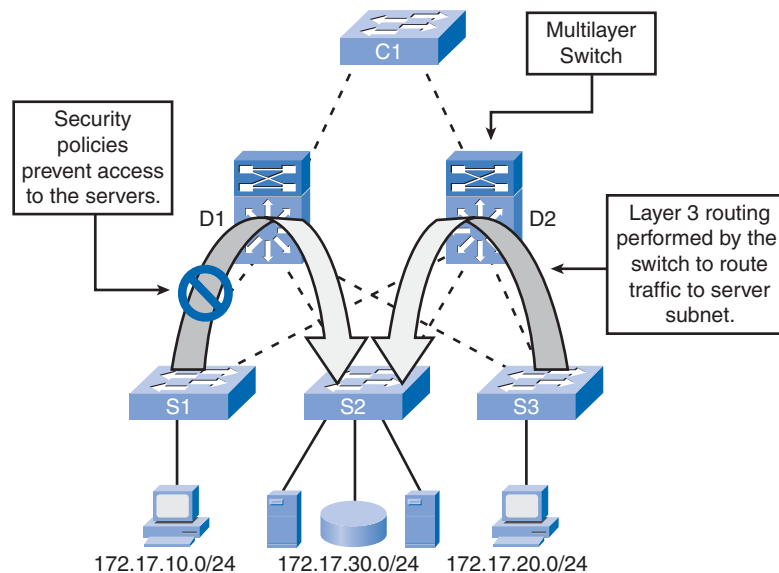 C1
Multilayer
Switch
Security
policies
prevent access
to the servers.
D1
D2
Layer 3 routing
performed by the
switch to route
traffic to server
subnet.
S1
S2
S3
172.17.10.0/24
172.17.30.0/24
172.17.20.0/24